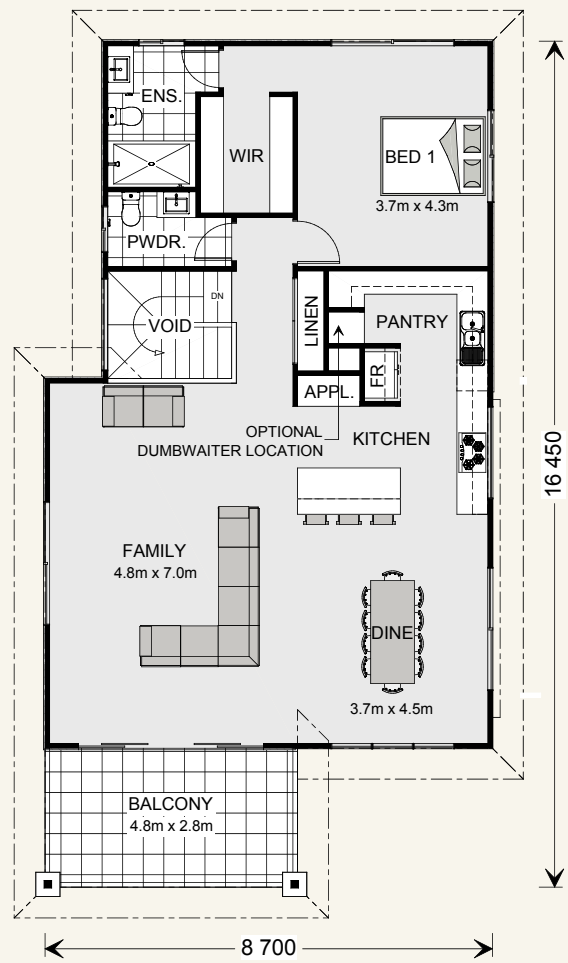 ENS.
WIR
BED 1
3.7m x 4.3m
PWDR.
DN
VOID
LINEN
PANTRY
FR
APPL.
OPTIONAL
DUMBWAITER LOCATION
KITCHEN
16 450
FAMILY
4.8m x 7.0m
DINE
3.7m x 4.5m
BALCONY
4.8m x 2.8m
8 700